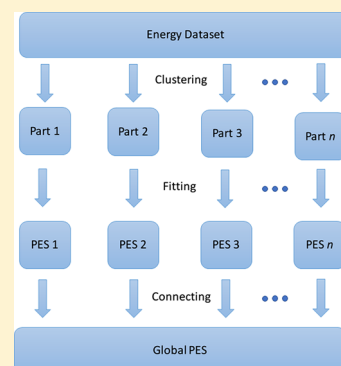 Energy Dataset
Clustering
Part 1 Part 2 Part 3 Part n
Fitting
PES 1 PES 2 PES 3 PES n
Connecting
Global PES